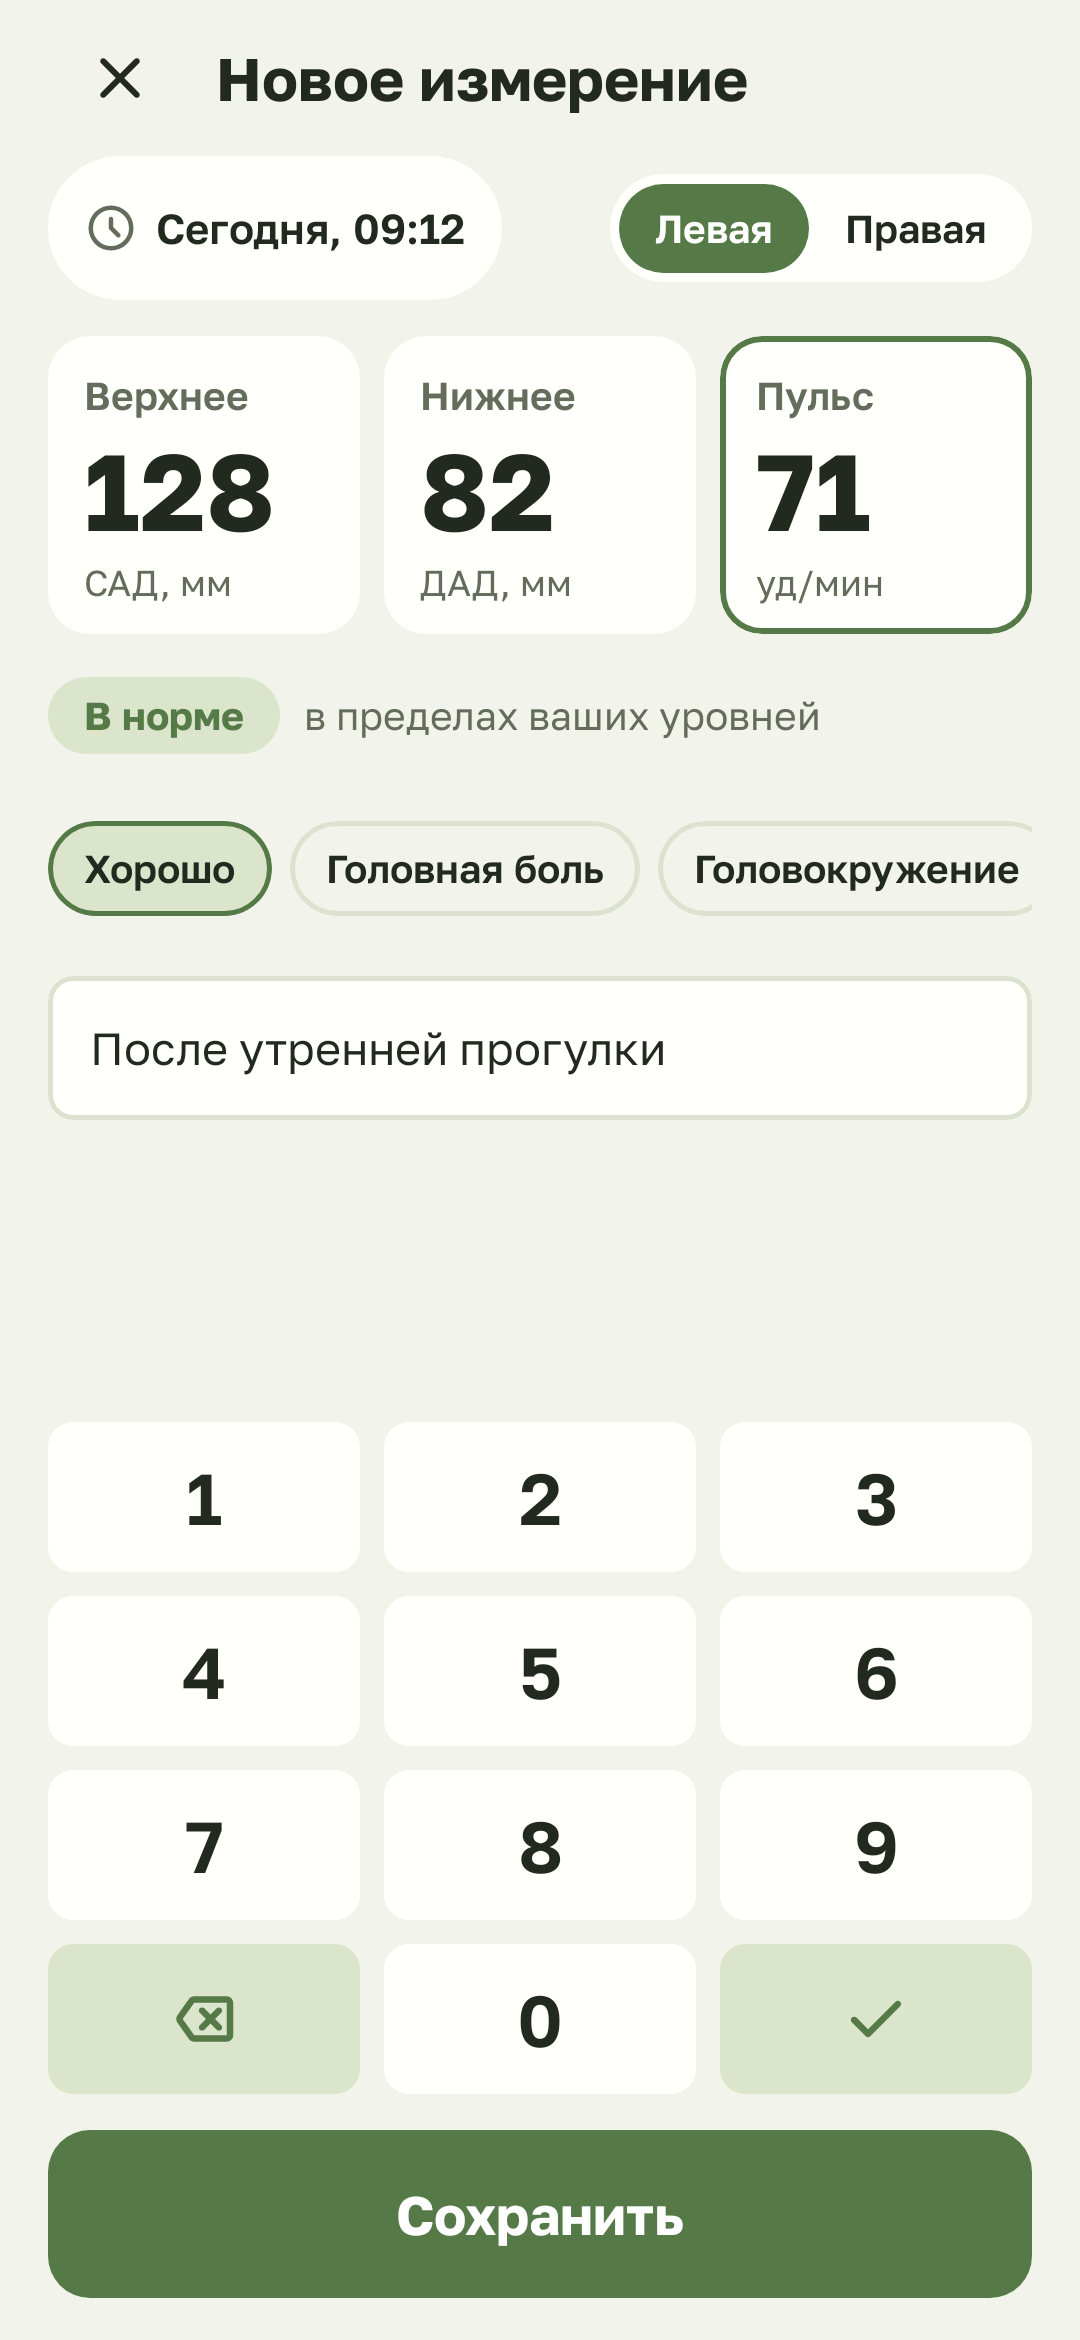 Новое измерение
Сегодня, 09:12
Левая Правая
Верхнее Нижнее Пульс
128 82 71
САД, мм ДАД, мм уд/мин
В норме в пределах ваших уровней
Хорошо Головная боль Головокружение
После утренней прогулки
1 2 3
4 5 6
7 8 9
0
Сохранить